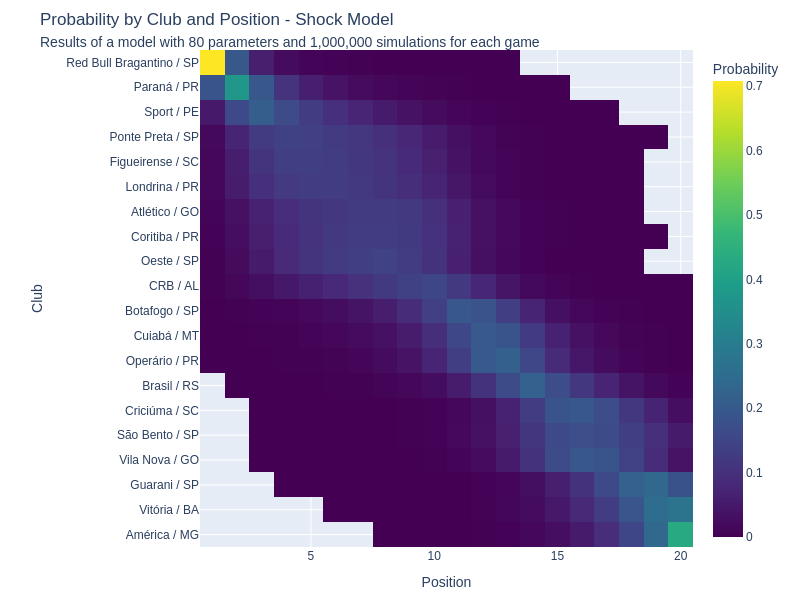 Probability by Club and Position - Shock Model
Results of a model with 80 parameters and 1,000,000 simulations for each game
Probability
Red Bull Bragantino / SP
Paraná / PR
Sport / PE
Ponte Preta / SP
Figueirense / SC
Londrina / PR
Atlético / GO
Coritiba / PR
Oeste / SP
CRB / AL
Botafogo / SP
Cuiabá / MT
Operário / PR
Brasil / RS
Criciúma / SC
São Bento / SP
Vila Nova / GO
Guarani / SP
Vitória / BA
América / MG
Club
5
10
15
20
Position
0.7
0.6
0.5
0.4
0.3
0.2
0.1
0